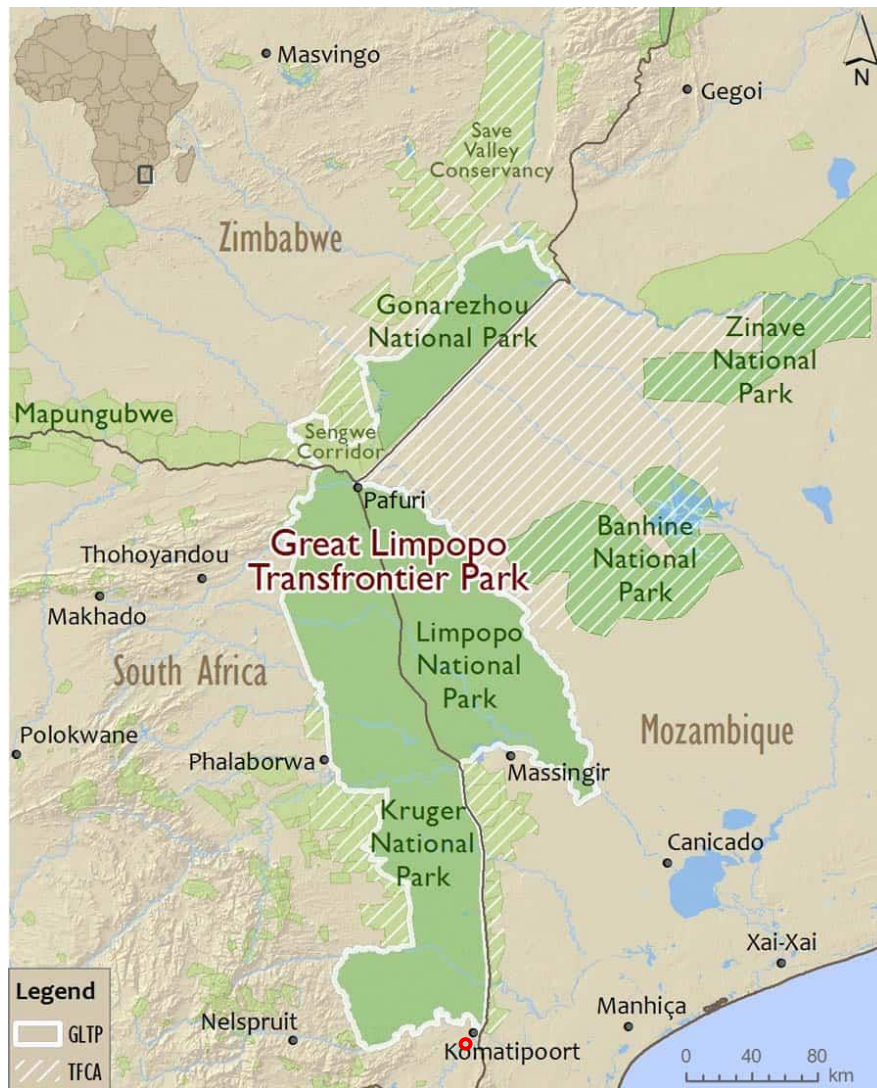 Masvingo
Gegoi
N
Save
Valley
Conservancy
Zimbabwe
Gonarezhou
National Park
Zinave
National
Park
Mapungubwe
Sengwe
Corridor
Pafuri
Great Limpopo
Transfrontier Park
Banhine
National
Park
Thohoyandou
Makhado
Limpopo
National
Park
South Africa
Mozambique
Polokwane
Phalaborwa
Massingir
Kruger
National
Park
Canicado
Xai-Xai
Legend
GLTP
TFCA
Nelspruit
Manhiça
Komatipoort
0 40 80
km